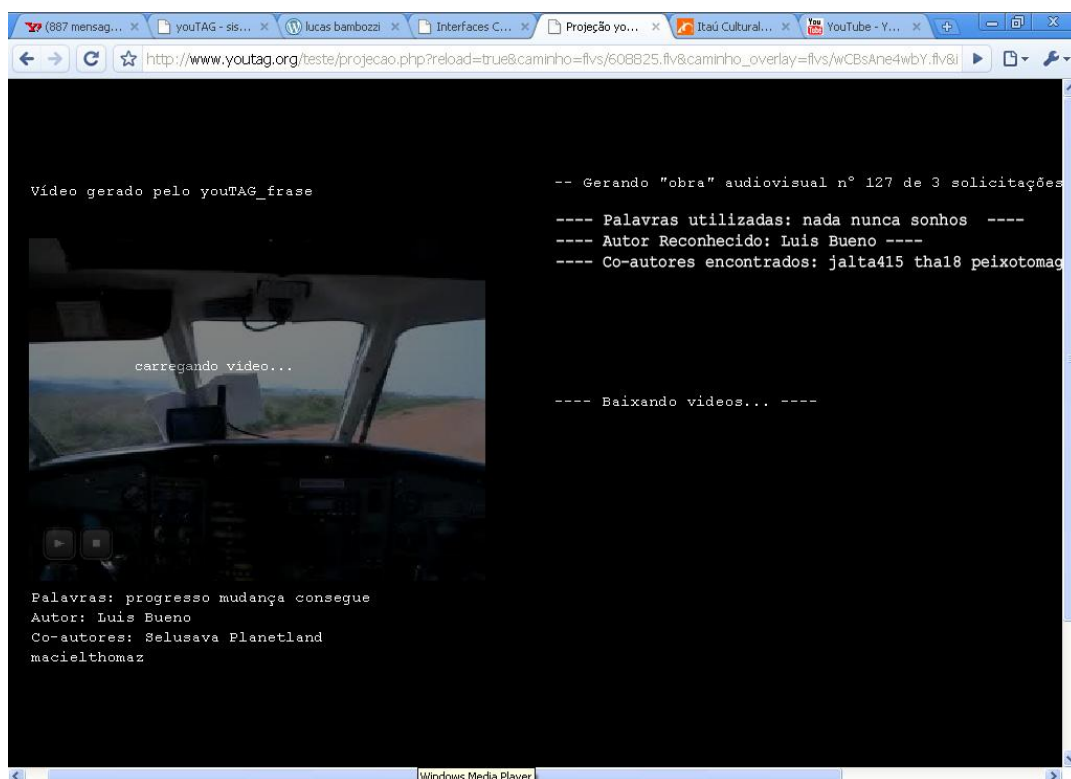 (887 mensag...
youTAG - sis...
lucas bambozzi
Interfaces C...
Projeção yo...
Itaú Cultural...
YouTube - Y...
http://www.youtag.org/teste/projecao.php?reload=true&caminho=flvs/608825.flv&caminho_overlay=flvs/wCBsAne4wbY.flv&i
Vídeo gerado pelo youTAG_frase
carregando vídeo...
Palavras: progresso mudança consegue
Autor: Luis Bueno
Co-autores: Selusava Planetland
macielthomaz
-- Gerando "obra" audiovisual nº 127 de 3 solicitações
---- Palavras utilizadas: nada nunca sonhos ----
---- Autor Reconhecido: Luis Bueno ----
---- Co-autores encontrados: jalta415 tha18 peixotomag
---- Baixando videos... ----
Windows Media Player